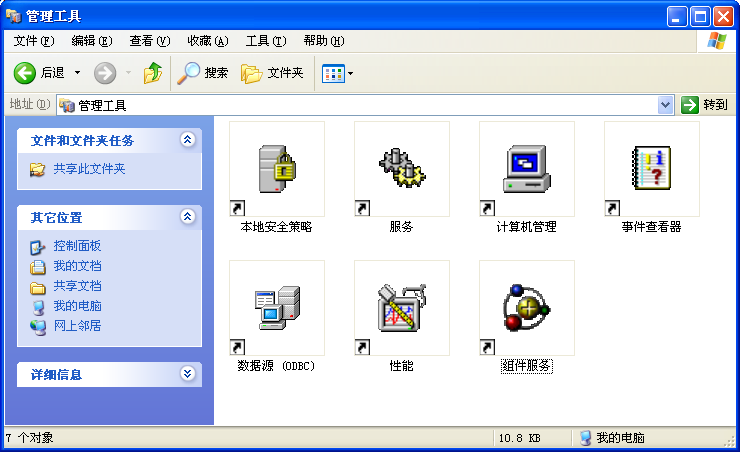 管理工具
文件(F) 编辑(E) 查看(V) 收藏(A) 工具(T) 帮助(H)
后退 搜索 文件夹
地址(D) 管理工具 转到
文件和文件夹任务
共享此文件夹
其它位置
控制面板
我的文档
共享文档
我的电脑
网上邻居
详细信息
本地安全策略 服务 计算机管理 事件查看器
数据源 (ODBC) 性能 组件服务
7 个对象 10.8 KB 我的电脑